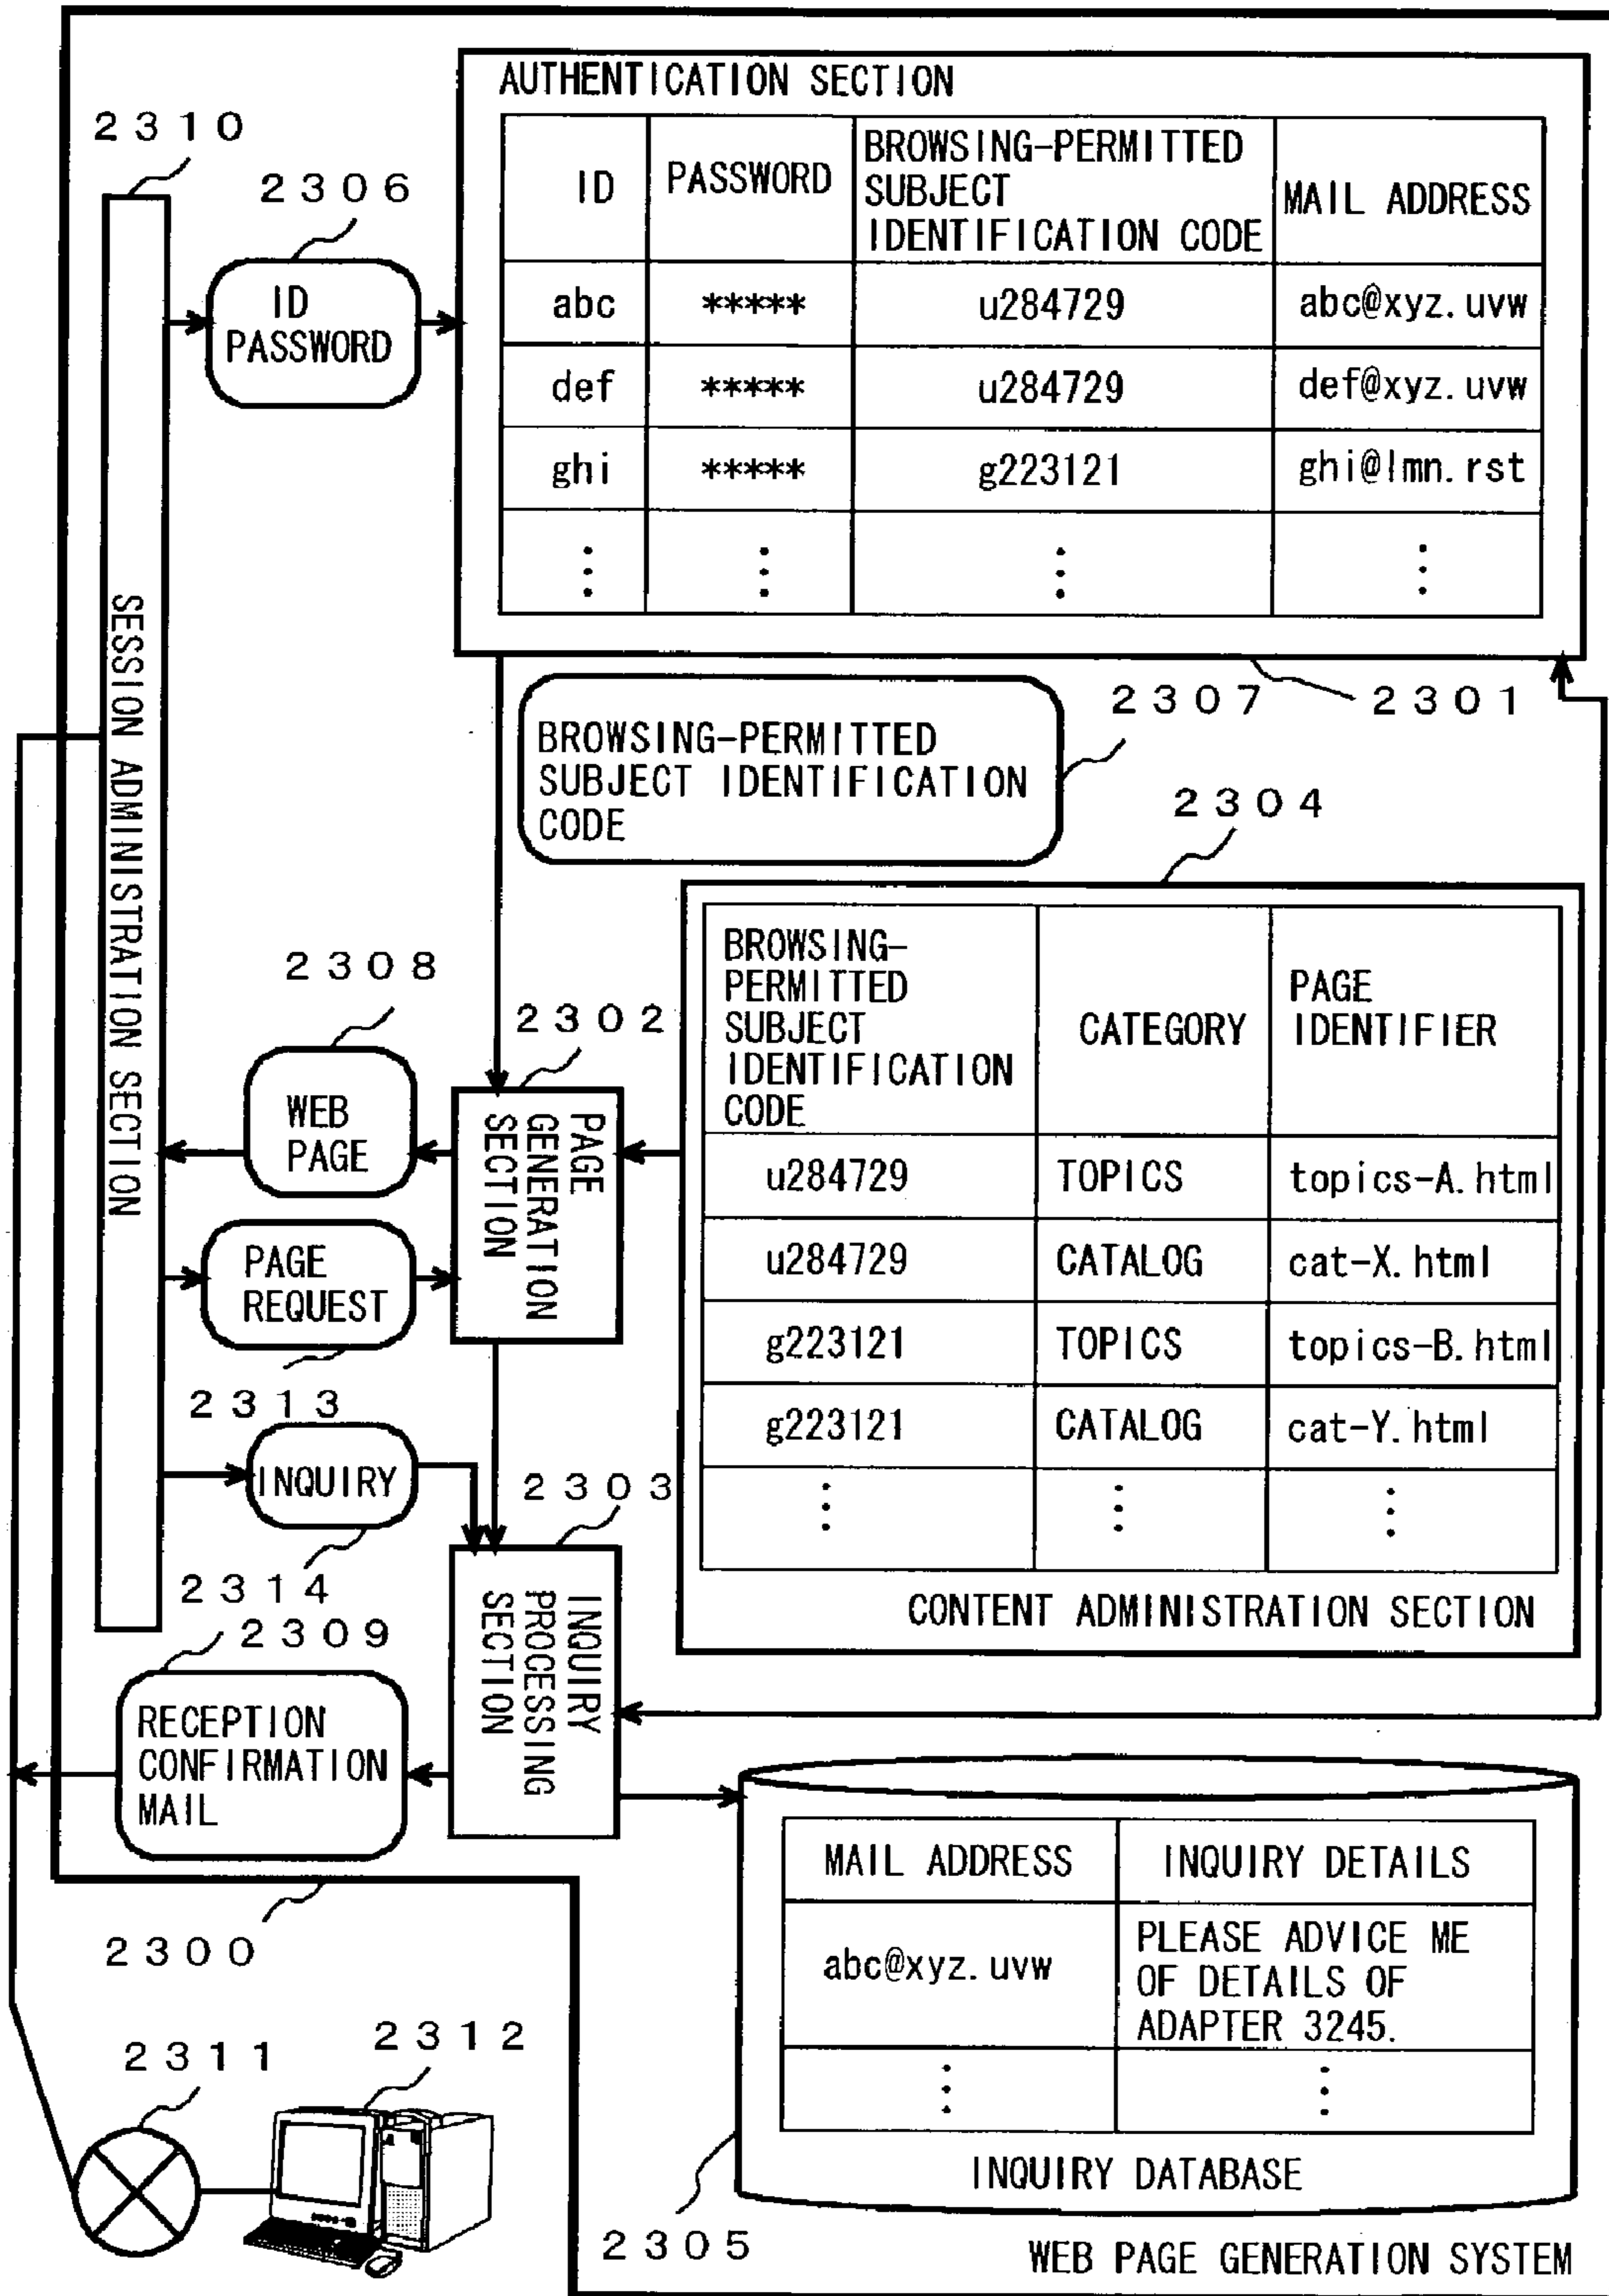 AUTHENTICATION SECTION
2310
2306
ID
PASSWORD
BROWSING-PERMITTED
SUBJECT
IDENTIFICATION CODE
MAIL ADDRESS
ID
PASSWORD
abc ***** u284729 abc@xyz.uvw
def ***** u284729 def@xyz.uvw
ghi ***** g223121 ghi@lmn.rst
SESSION ADMINISTRATION SECTION
2307
2301
BROWSING-PERMITTED
SUBJECT IDENTIFICATION
CODE
2304
2308
2302
BROWSING-
PERMITTED
SUBJECT
IDENTIFICATION
CODE
CATEGORY
PAGE
IDENTIFIER
WEB
PAGE
PAGE
GENERATION
SECTION
u284729 TOPICS topics-A.html
u284729 CATALOG cat-X.html
g223121 TOPICS topics-B.html
g223121 CATALOG cat-Y.html
PAGE
REQUEST
2313
INQUIRY
2303
2314
CONTENT ADMINISTRATION SECTION
2309
INQUIRY
PROCESSING
SECTION
RECEPTION
CONFIRMATION
MAIL
MAIL ADDRESS INQUIRY DETAILS
abc@xyz.uvw
PLEASE ADVICE ME
OF DETAILS OF
ADAPTER 3245.
2300
2311
2312
INQUIRY DATABASE
2305
WEB PAGE GENERATION SYSTEM